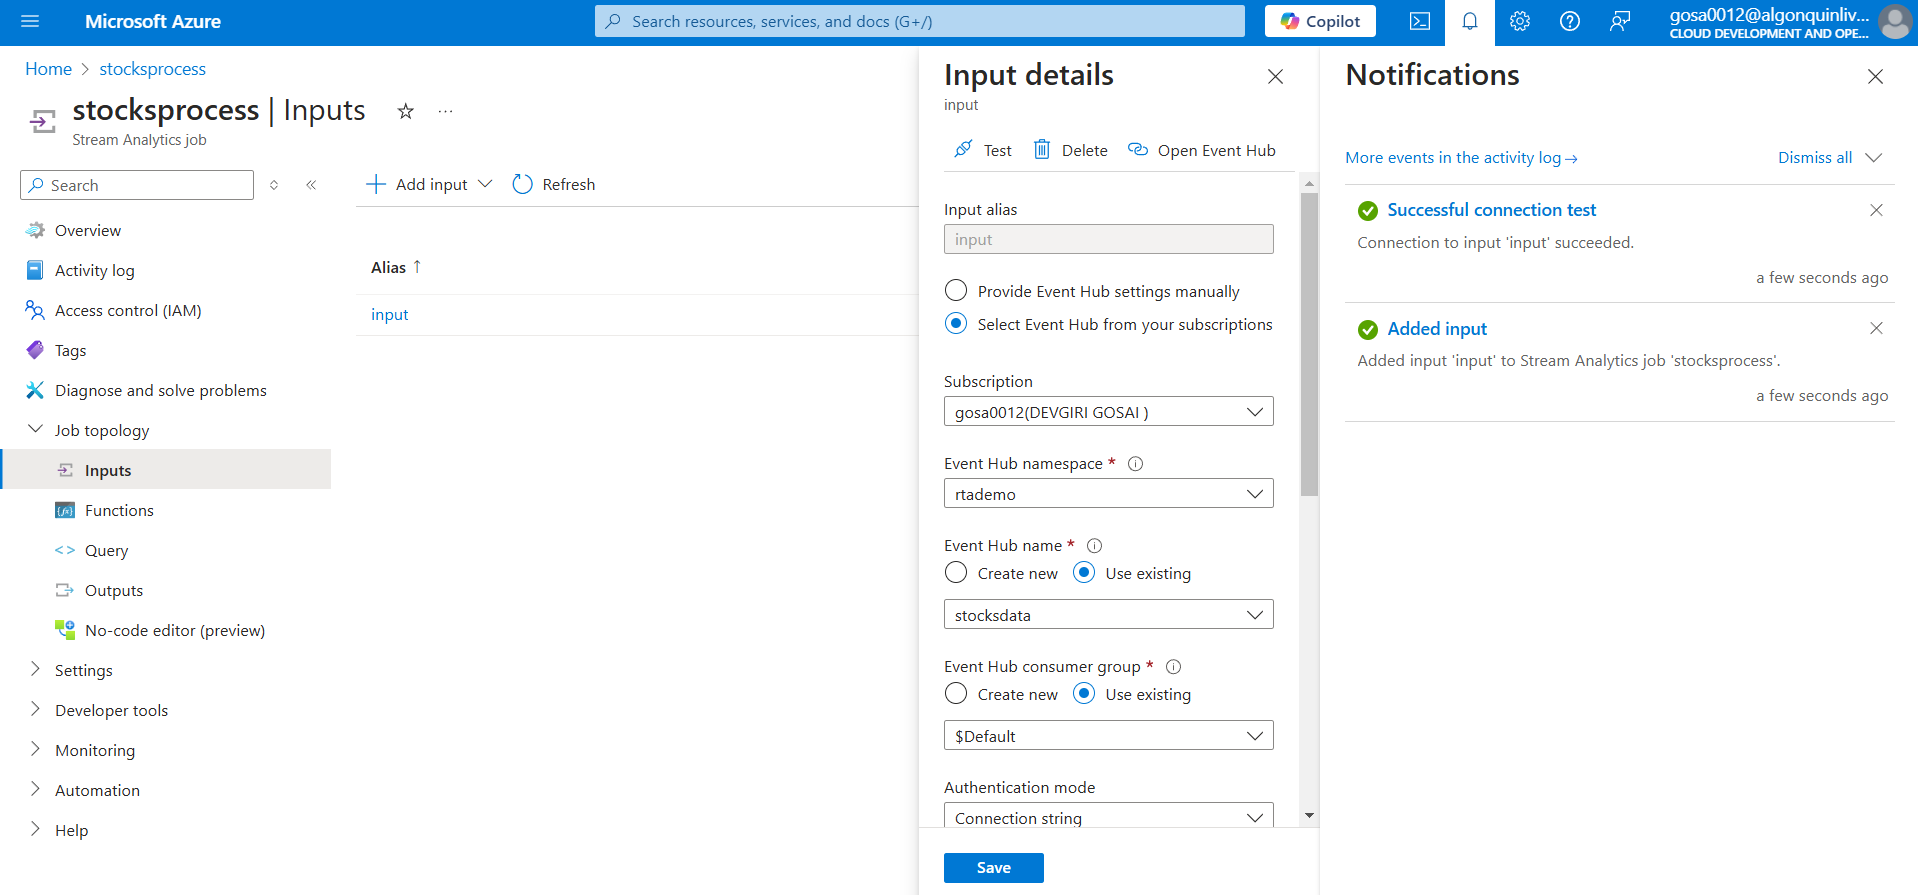 Microsoft Azure
Search resources, services, and docs (G+/)
Copilot
gosa0012@algonquinliv...
CLOUD DEVELOPMENT AND OPE...
Home > stocksprocess
stocksprocess | Inputs
...
Stream Analytics job
Search
Overview
Activity log
Access control (IAM)
Tags
Diagnose and solve problems
Job topology
Inputs
Functions
Query
Outputs
No-code editor (preview)
Settings
Developer tools
Monitoring
Automation
Help
Add input
Refresh
Alias ↑
input
Input details
input
Test
Delete
Open Event Hub
Input alias
input
Provide Event Hub settings manually
Select Event Hub from your subscriptions
Subscription
gosa0012(DEVGIRI GOSAI )
Event Hub namespace *
rtademo
Event Hub name *
Create new
Use existing
stocksdata
Event Hub consumer group *
Create new
Use existing
$Default
Authentication mode
Connection string
Save
Notifications
More events in the activity log →
Dismiss all
Successful connection test
Connection to input 'input' succeeded.
a few seconds ago
Added input
Added input 'input' to Stream Analytics job 'stocksprocess'.
a few seconds ago